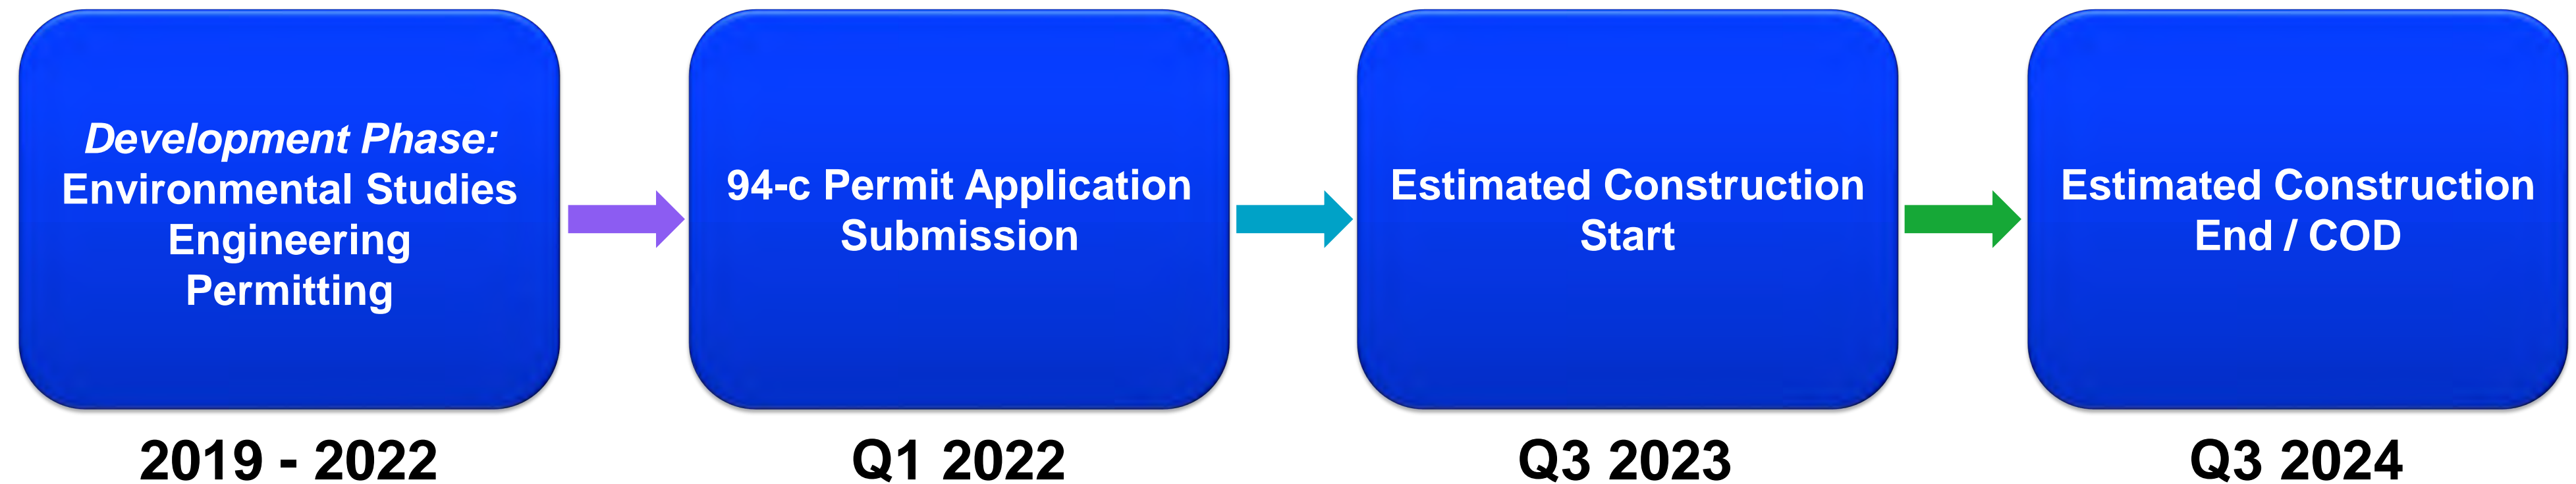 Development Phase:
Environmental Studies
Engineering
Permitting
2019 - 2022
94-c Permit Application
Submission
Q1 2022
Estimated Construction
Start
Q3 2023
Estimated Construction
End / COD
Q3 2024